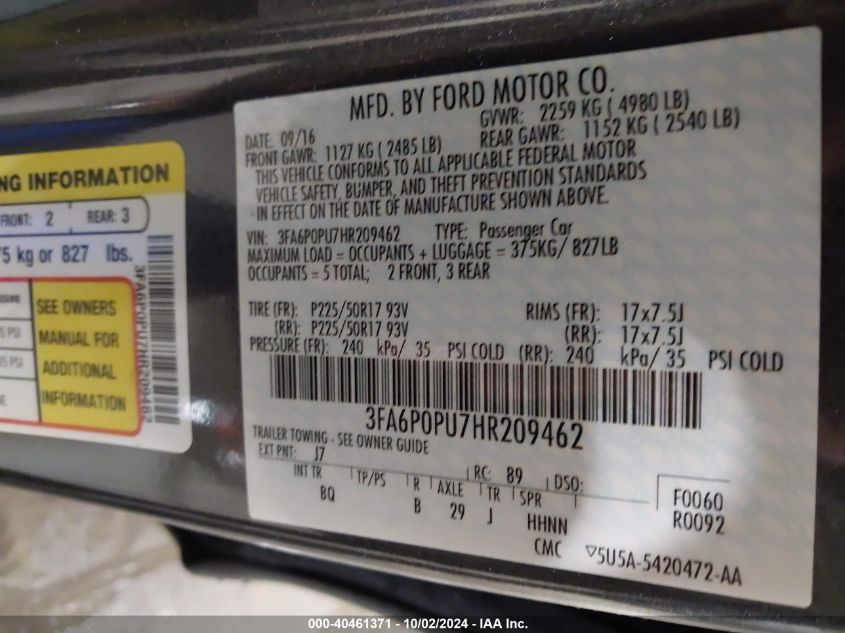 MFD. BY FORD MOTOR CO.
DATE: 09/16 GVWR: 2259 KG ( 4980 LB)
FRONT GAWR: 1127 KG ( 2485 LB) REAR GAWR: 1152 KG ( 2540 LB)
THIS VEHICLE CONFORMS TO ALL APPLICABLE FEDERAL MOTOR
VEHICLE SAFETY, BUMPER, AND THEFT PREVENTION STANDARDS
IN EFFECT ON THE DATE OF MANUFACTURE SHOWN ABOVE.
VIN: 3FA6P0PU7HR209462 TYPE: Passenger Car
MAXIMUM LOAD = OCCUPANTS + LUGGAGE = 375KG/ 827LB
OCCUPANTS = 5 TOTAL; 2 FRONT, 3 REAR
TIRE (FR): P225/50R17 93V RIMS (FR): 17x7.5J
(RR): P225/50R17 93V (RR): 17x7.5J
PRESSURE (FR): 240 kPa/ 35 PSI COLD (RR): 240 kPa/ 35 PSI COLD
3FA6P0PU7HR209462
TRAILER TOWING - SEE OWNER GUIDE
EXT PNT: J7 RC: 89 DSO:
INT TR TP/PS R AXLE TR SPR
BQ B 29 J HHNN
F0060
R0092
CMC ▽5U5A-5420472-AA
NG INFORMATION
FRONT: 2 REAR: 3
75 kg or 827 lbs.
SEE OWNERS
MANUAL FOR
ADDITIONAL
INFORMATION
PSI
PSI
3FA6P0PU7HR209462
000-40461371 - 10/02/2024 - IAA Inc.